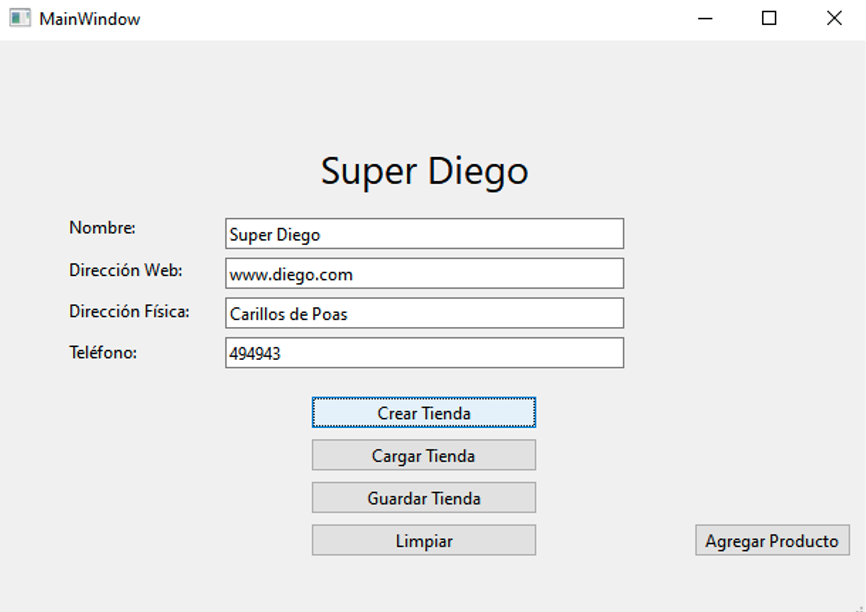 MainWindow
Super Diego
Nombre: Super Diego
Dirección Web: www.diego.com
Dirección Física: Carillos de Poas
Teléfono: 494943
Crear Tienda
Cargar Tienda
Guardar Tienda
Limpiar Agregar Producto